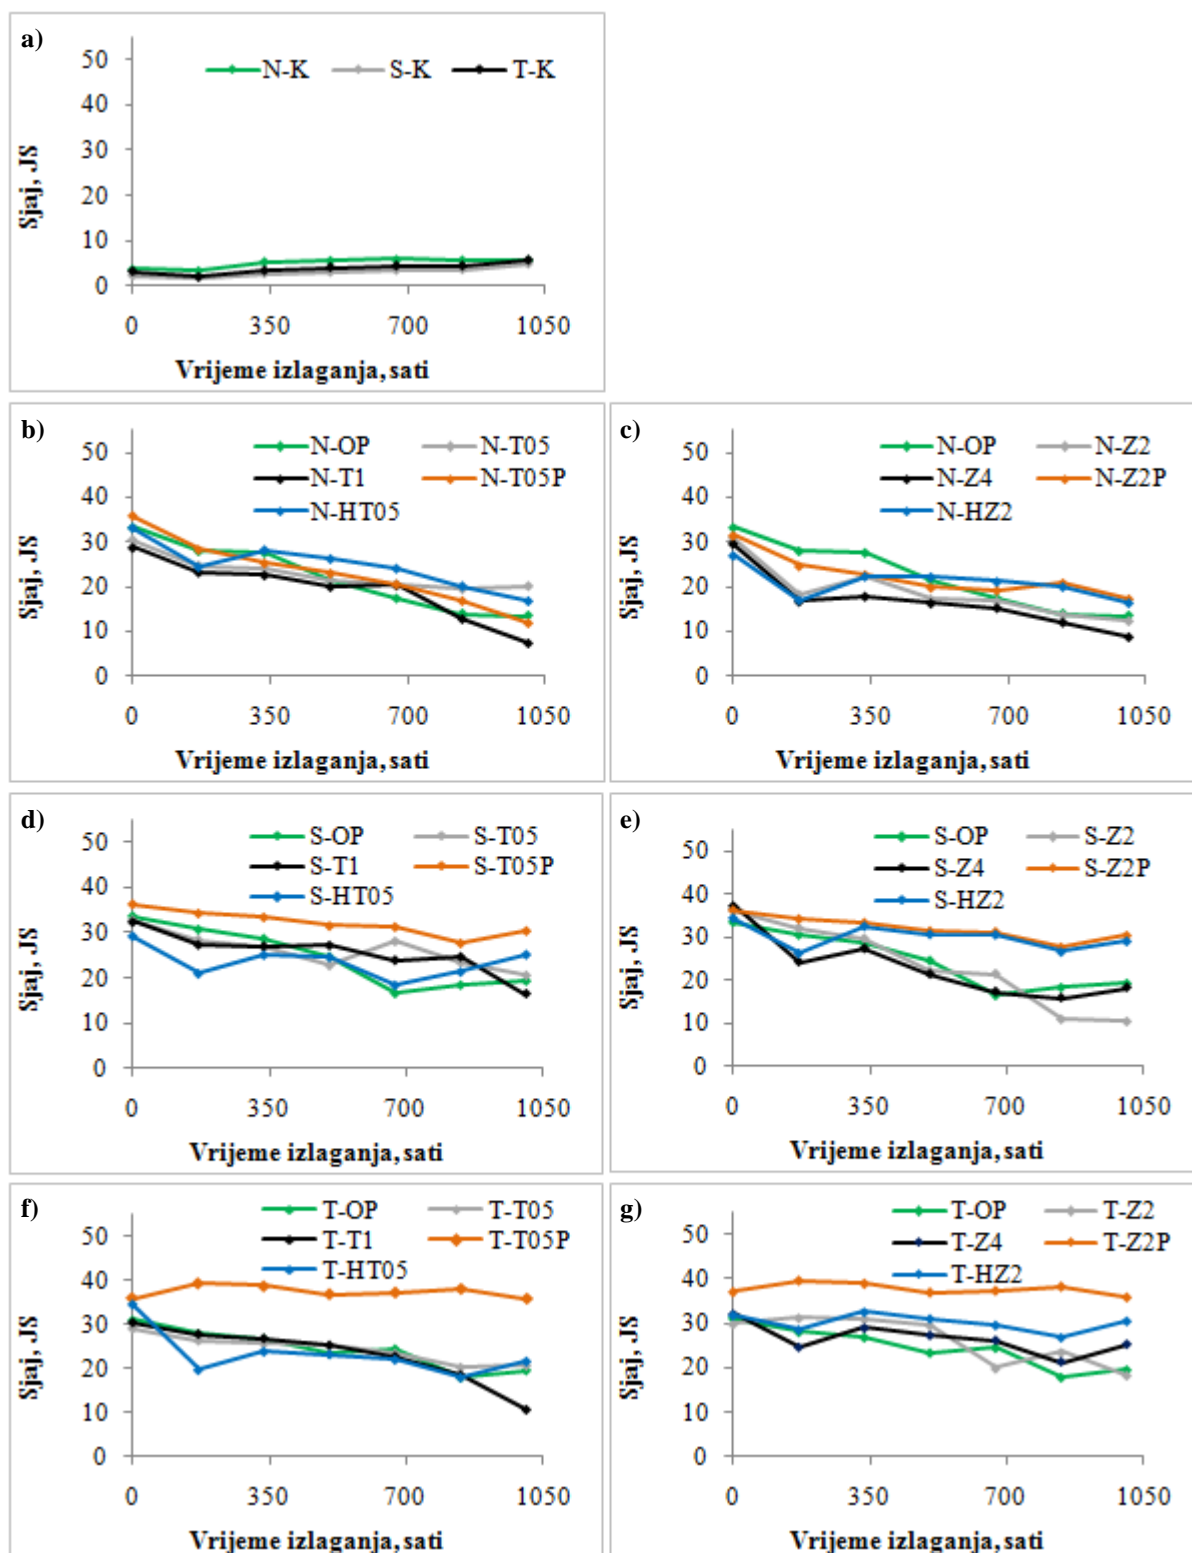 a)
N-K S-K T-K
50
40
30
20
10
0
0 350 700 1050
Sjaj, JS
Vrijeme izlaganja, sati
b)
N-OP N-T05
N-T1 N-T05P
N-HT05
50
40
30
20
10
0
0 350 700 1050
Sjaj, JS
Vrijeme izlaganja, sati
c)
N-OP N-Z2
N-Z4 N-Z2P
N-HZ2
50
40
30
20
10
0
0 350 700 1050
Sjaj, JS
Vrijeme izlaganja, sati
d)
S-OP S-T05
S-T1 S-T05P
S-HT05
50
40
30
20
10
0
0 350 700 1050
Sjaj, JS
Vrijeme izlaganja, sati
e)
S-OP S-Z2
S-Z4 S-Z2P
S-HZ2
50
40
30
20
10
0
0 350 700 1050
Sjaj, JS
Vrijeme izlaganja, sati
f)
T-OP T-T05
T-T1 T-T05P
T-HT05
50
40
30
20
10
0
0 350 700 1050
Sjaj, JS
Vrijeme izlaganja, sati
g)
T-OP T-Z2
T-Z4 T-Z2P
T-HZ2
50
40
30
20
10
0
0 350 700 1050
Sjaj, JS
Vrijeme izlaganja, sati